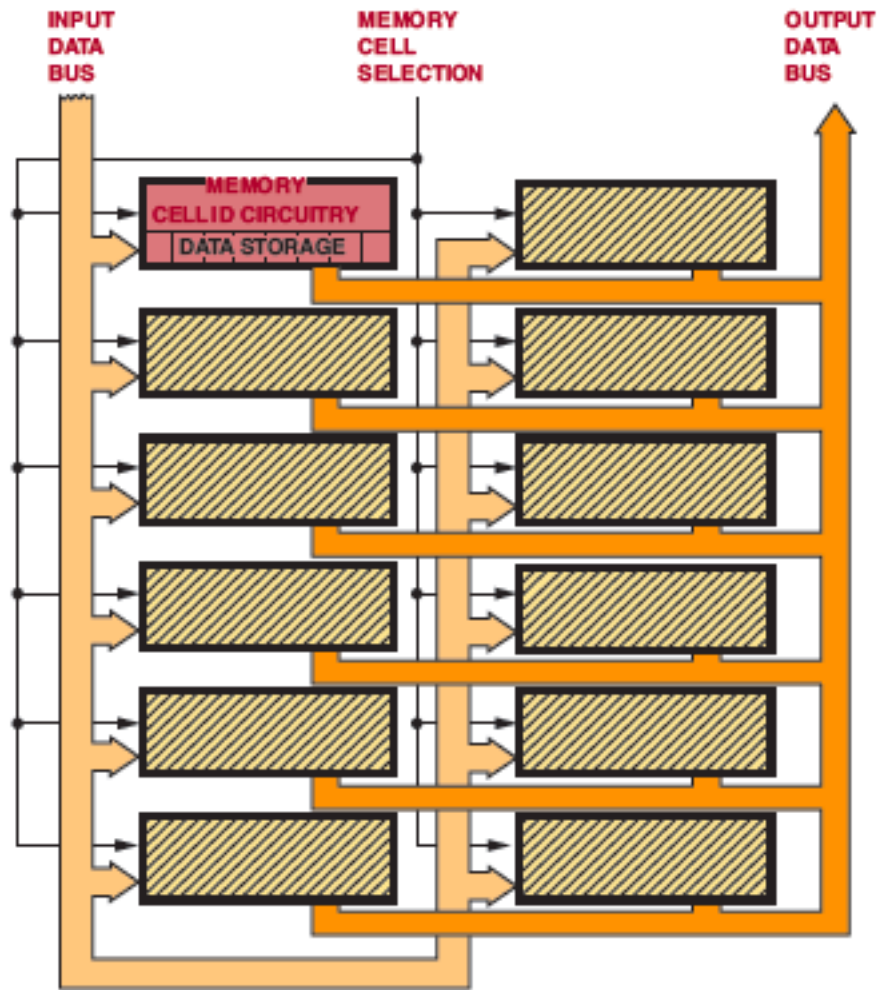 INPUT
DATA
BUS
MEMORY
CELL
SELECTION
OUTPUT
DATA
BUS
MEMORY
CELL ID CIRCUITRY
DATA STORAGE